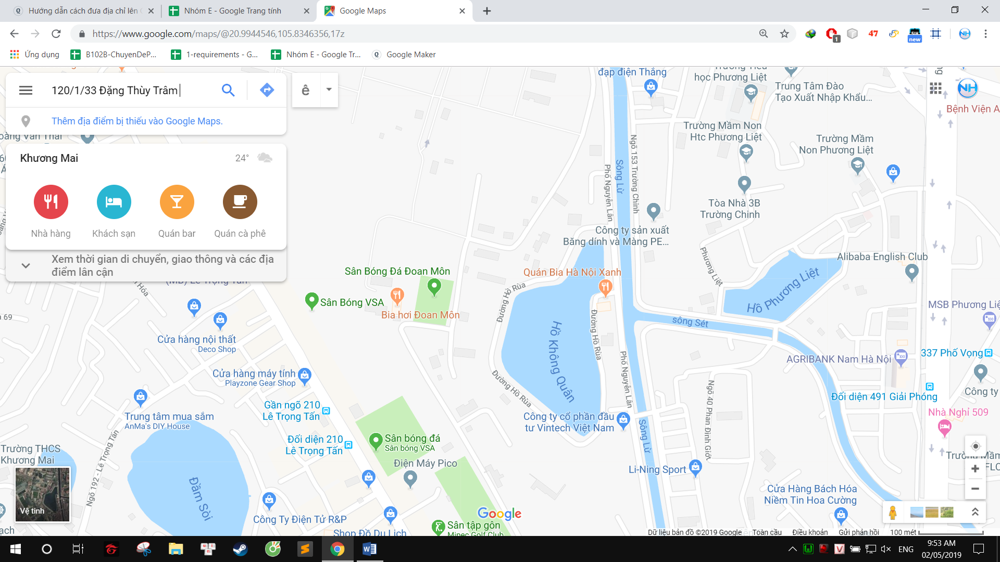 Hướng dẫn cách đưa địa chỉ lên
Nhóm E - Google Trang tính
Google Maps
https://www.google.com/maps/@20.9944546,105.8346356,17z
1
47
new
NH
Ứng dụng
B102B-ChuyenDeP...
1-requirements - G...
Nhóm E - Google Tr...
Google Maker
120/1/33 Đặng Thùy Trâm
ê
Thêm địa điểm bị thiếu vào Google Maps.
Khương Mai
24°
Nhà hàng
Khách sạn
Quán bar
Quán cà phê
Xem thời gian di chuyển, giao thông và các địa
điểm lân cận
đạp điện Thắng
học Phương Liệt
Trung Tâm Đào
Tạo Xuất Nhập Khẩu...
NH
Bệnh Viện A
Trường Mầm Non
Htc Phương Liệt
Trường Mầm
Non Phương Liệt
Ngõ 153 Trường Chinh
Sông Lừ
Phố Nguyễn Lân
Tòa Nhà 3B
Trường Chinh
Công ty sản xuất
Băng dính và Màng PE...
Phương Liệt
Alibaba English Club
Sân Bóng Đá Đoan Môn
Quán Bia Hà Nội Xanh
Hồ Phương Liệt
Đường Hồ Rùa
Sân Bóng VSA
Bia hơi Đoan Môn
MSB Phương Liệ
69
sông Sét
Đường Hồ Rùa
Hồ Không Quân
Cửa hàng nội thất
Deco Shop
337 Phố Vọng
AGRIBANK Nam Hà Nội
Phố Nguyễn Lân
Cửa hàng máy tính
Playzone Gear Shop
Đường Hồ Rùa
Ngõ 40 Phan Đình Giót
Công ty
Đối diện 491 Giải Phóng
Gần ngõ 210
Lê Trọng Tấn
Trung tâm mua sắm
AnMa's DIY House
Công ty cổ phần đầu
tư Vintech Việt Nam
Sông Lừ
Nhà Nghỉ 509
Đối diện 210
Lê Trọng Tấn
Sân bóng đá
Sân bóng VSA
Trường THCS
Khương Mai
Ngõ 192 - Lê Trọng Tấn
Điện Máy Pico
Li-Ning Sport
Đầm Sòi
Cửa Hàng Bách Hóa
Niềm Tin Hoa Cường
Vệ tinh
Công Ty Điện Tử R&P
Google
Sân tập gôn
Minec Golf Club
Shop Đồ Du Lịch
Dữ liệu bản đồ ©2019 Google
Toàn cầu
Điều khoản
Gửi phản hồi
100 mét
ENG
9:53 AM
02/05/2019